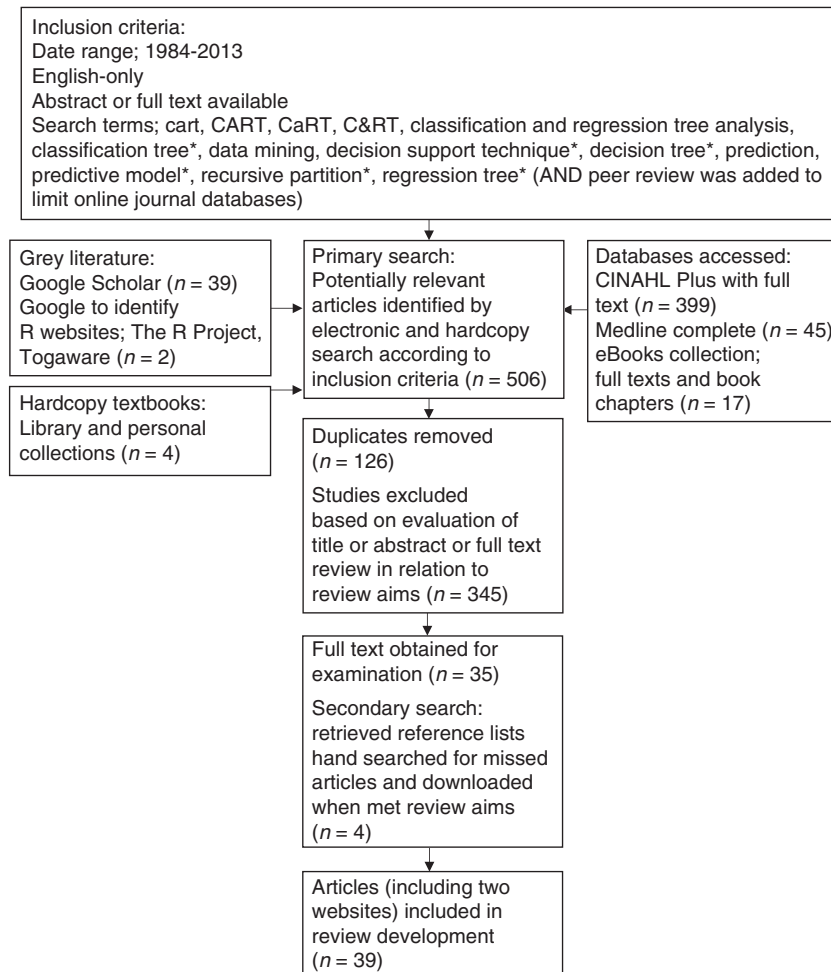 Inclusion criteria:
Date range; 1984-2013
English-only
Abstract or full text available
Search terms; cart, CART, CaRT, C&RT, classification and regression tree analysis,
classification tree*, data mining, decision support technique*, decision tree*, prediction,
predictive model*, recursive partition*, regression tree* (AND peer review was added to
limit online journal databases)
Grey literature:
Google Scholar (n = 39)
Google to identify
R websites; The R Project,
Togaware (n = 2)
Hardcopy textbooks:
Library and personal
collections (n = 4)
Primary search:
Potentially relevant
articles identified by
electronic and hardcopy
search according to
inclusion criteria (n = 506)
Databases accessed:
CINAHL Plus with full
text (n = 399)
Medline complete (n = 45)
eBooks collection;
full texts and book
chapters (n = 17)
Duplicates removed
(n = 126)
Studies excluded
based on evaluation of
title or abstract or full text
review in relation to
review aims (n = 345)
Full text obtained for
examination (n = 35)
Secondary search:
retrieved reference lists
hand searched for missed
articles and downloaded
when met review aims
(n = 4)
Articles (including two
websites) included in
review development
(n = 39)